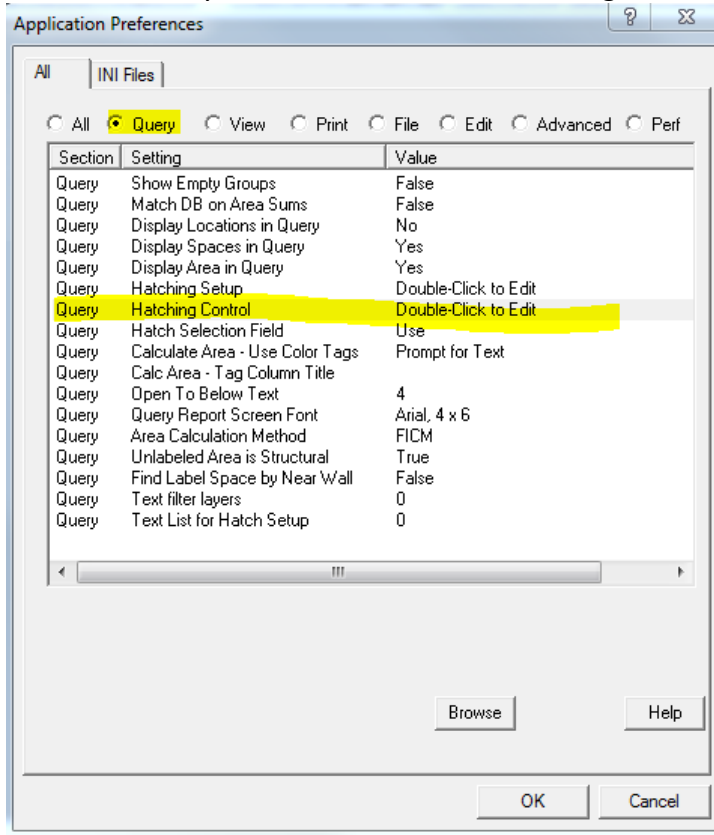 Application Preferences
All INI Files
All Query View Print File Edit Advanced Perf
Section Setting Value
Query Show Empty Groups False
Query Match DB on Area Sums False
Query Display Locations in Query No
Query Display Spaces in Query Yes
Query Display Area in Query Yes
Query Hatching Setup Double-Click to Edit
Query Hatching Control Double-Click to Edit
Query Hatch Selection Field Use
Query Calculate Area - Use Color Tags Prompt for Text
Query Calc Area - Tag Column Title
Query Open To Below Text 4
Query Query Report Screen Font Arial, 4 x 6
Query Area Calculation Method FICM
Query Unlabeled Area is Structural True
Query Find Label Space by Near Wall False
Query Text filter layers 0
Query Text List for Hatch Setup 0
Browse Help
OK Cancel